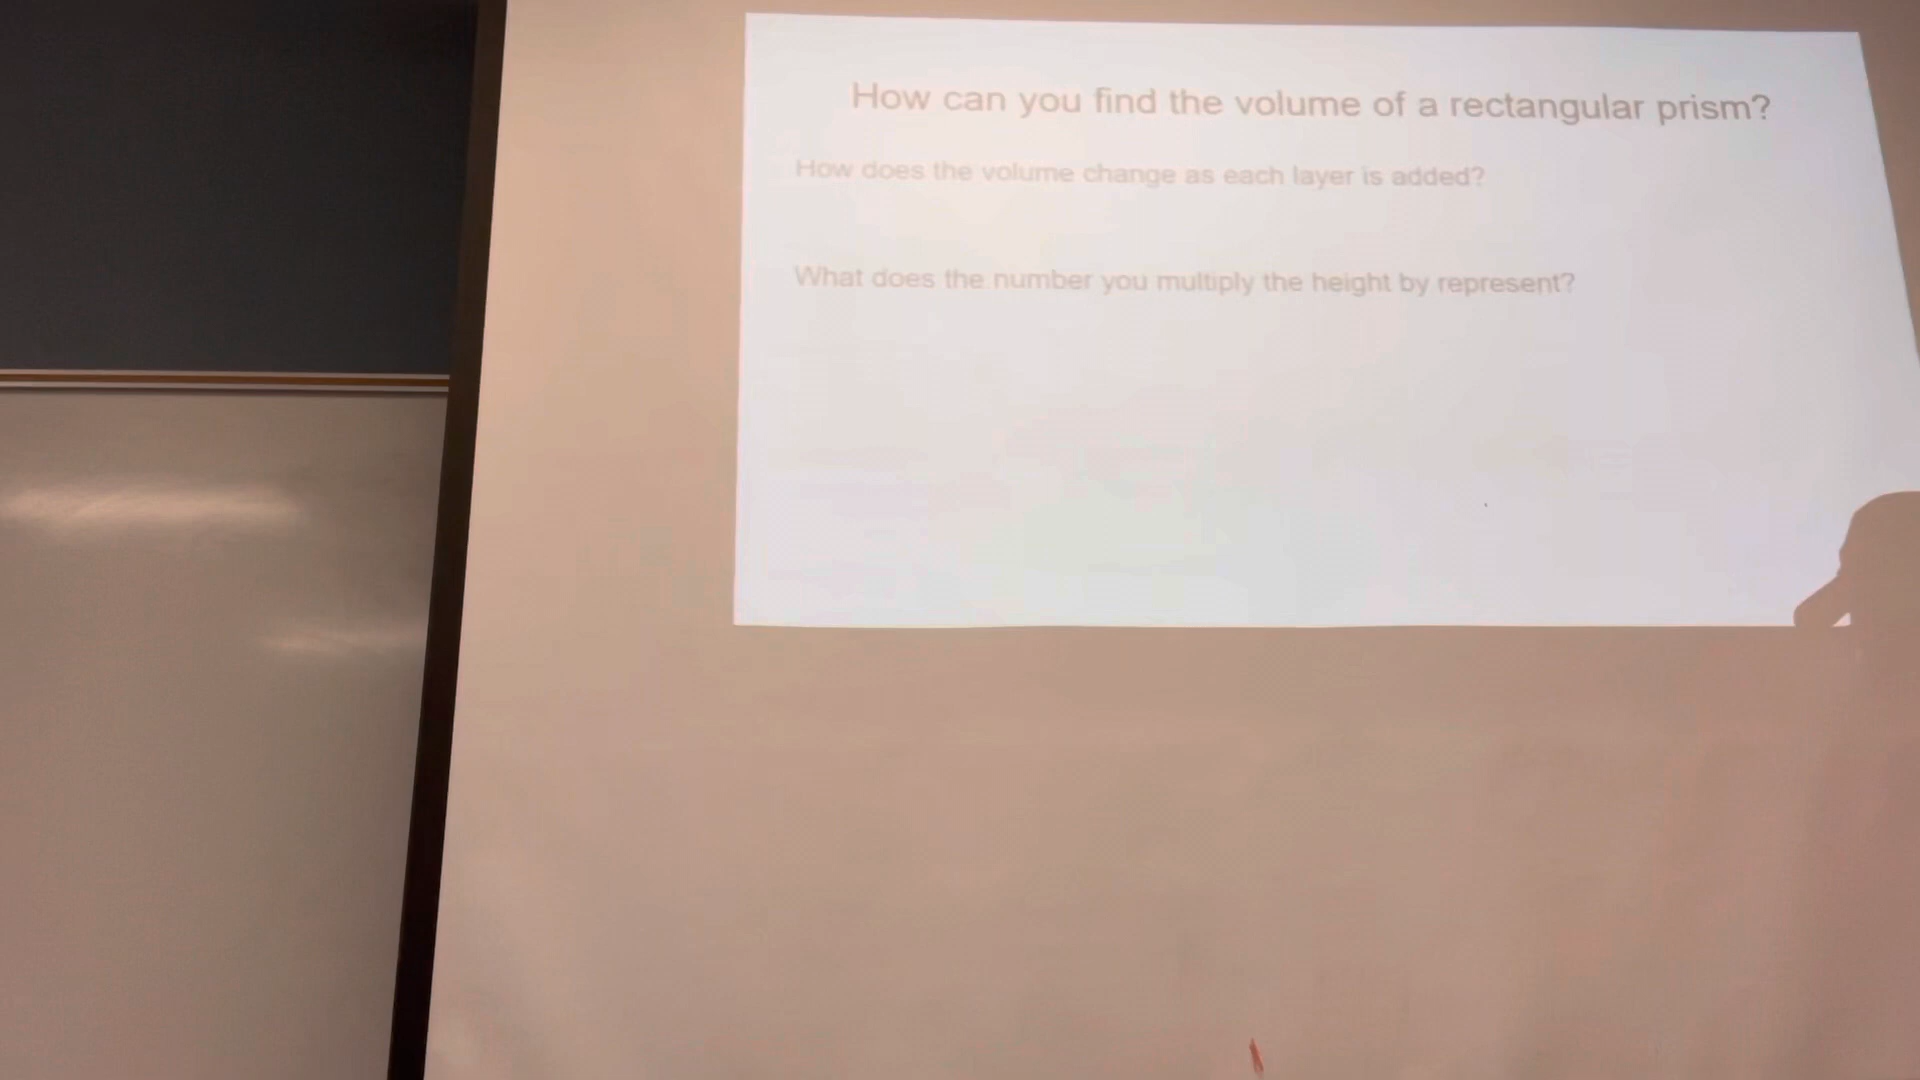 How can you find the volume of a rectangular prism?
How does the volume change as each layer is added?
What does the number you multiply the height by represent?